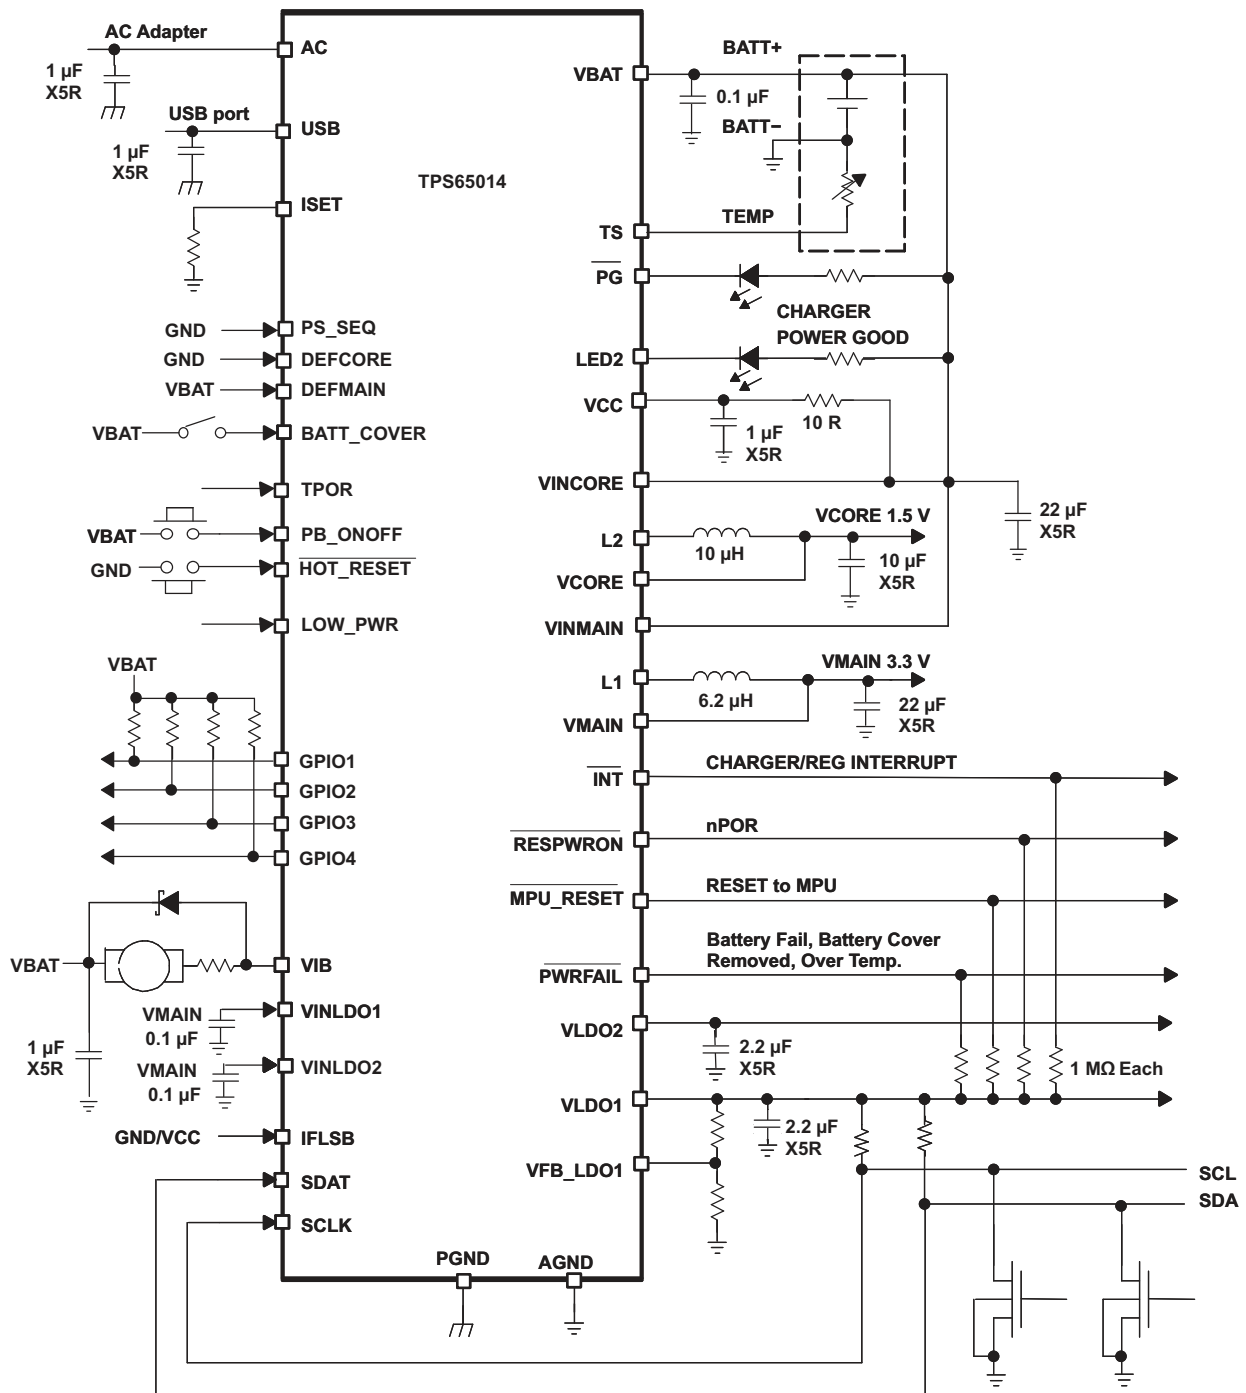 AC Adapter
AC
1 µF
X5R
USB port
USB
1 µF
X5R
ISET
TPS65014
GND
PS_SEQ
GND
DEFCORE
VBAT
DEFMAIN
VBAT
BATT_COVER
TPOR
VBAT
PB_ONOFF
GND
HOT_RESET
LOW_PWR
VBAT
GPIO1
GPIO2
GPIO3
GPIO4
VBAT
VIB
1 µF
X5R
VMAIN
0.1 µF
VINLDO1
VMAIN
0.1 µF
VINLDO2
GND/VCC
IFLSB
SDAT
SCLK
PGND
AGND
VBAT
BATT+
0.1 µF
BATT−
TS
TEMP
PG
CHARGER
POWER GOOD
LED2
VCC
10 R
1 µF
X5R
VINCORE
22 µF
X5R
L2
10 µH
VCORE 1.5 V
10 µF
X5R
VCORE
VINMAIN
L1
6.2 µH
VMAIN 3.3 V
22 µF
X5R
VMAIN
INT
CHARGER/REG INTERRUPT
RESPWRON
nPOR
MPU_RESET
RESET to MPU
PWRFAIL
Battery Fail, Battery Cover
Removed, Over Temp.
VLDO2
2.2 µF
X5R
1 MΩ Each
VLDO1
2.2 µF
X5R
VFB_LDO1
SCL
SDA